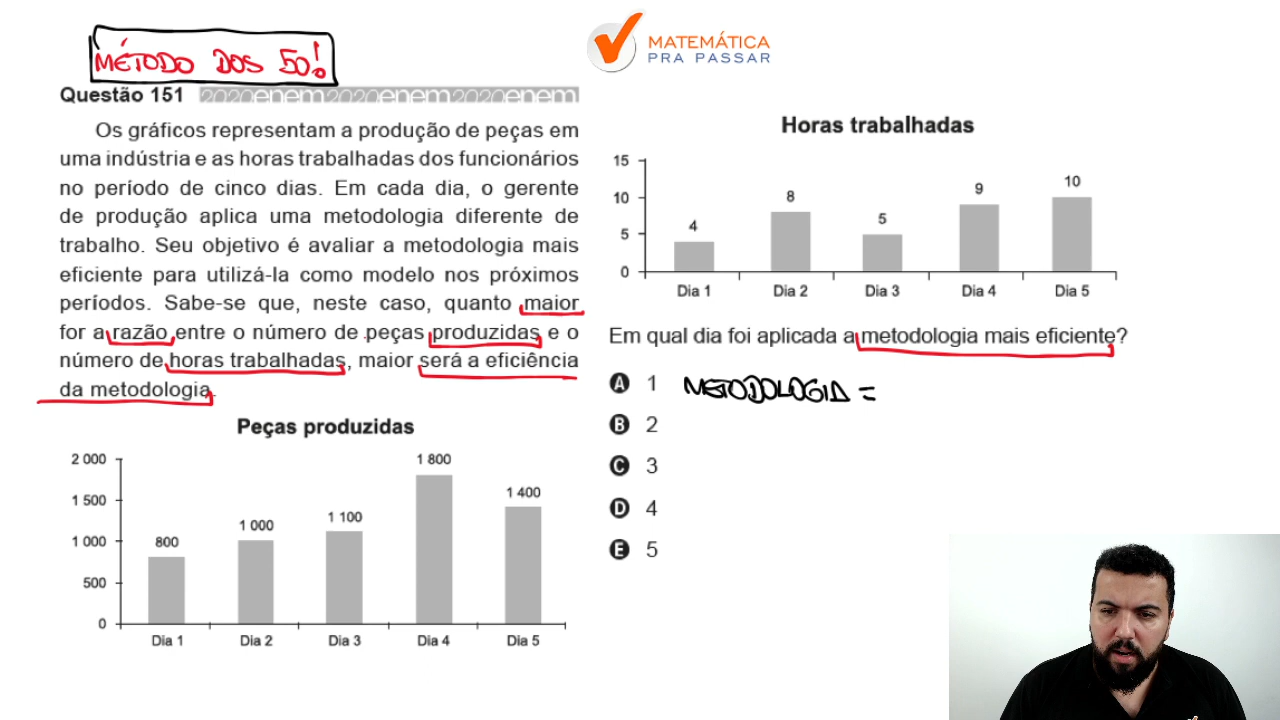 MÉTODO DOS 50!
MATEMÁTICA
PRA PASSAR
Questão 151 2020enem2020enem2020enem
Os gráficos representam a produção de peças em
uma indústria e as horas trabalhadas dos funcionários
no período de cinco dias. Em cada dia, o gerente
de produção aplica uma metodologia diferente de
trabalho. Seu objetivo é avaliar a metodologia mais
eficiente para utilizá-la como modelo nos próximos
períodos. Sabe-se que, neste caso, quanto maior
for a razão entre o número de peças produzidas e o
número de horas trabalhadas, maior será a eficiência
da metodologia.
Peças produzidas
2 000
1 500
1 000
500
0
800
1 000
1 100
1 800
1 400
Dia 1 Dia 2 Dia 3 Dia 4 Dia 5
Horas trabalhadas
15
10
5
0
4
8
5
9
10
Dia 1 Dia 2 Dia 3 Dia 4 Dia 5
Em qual dia foi aplicada a metodologia mais eficiente?
A 1 METODOLOGIA =
B 2
C 3
D 4
E 5